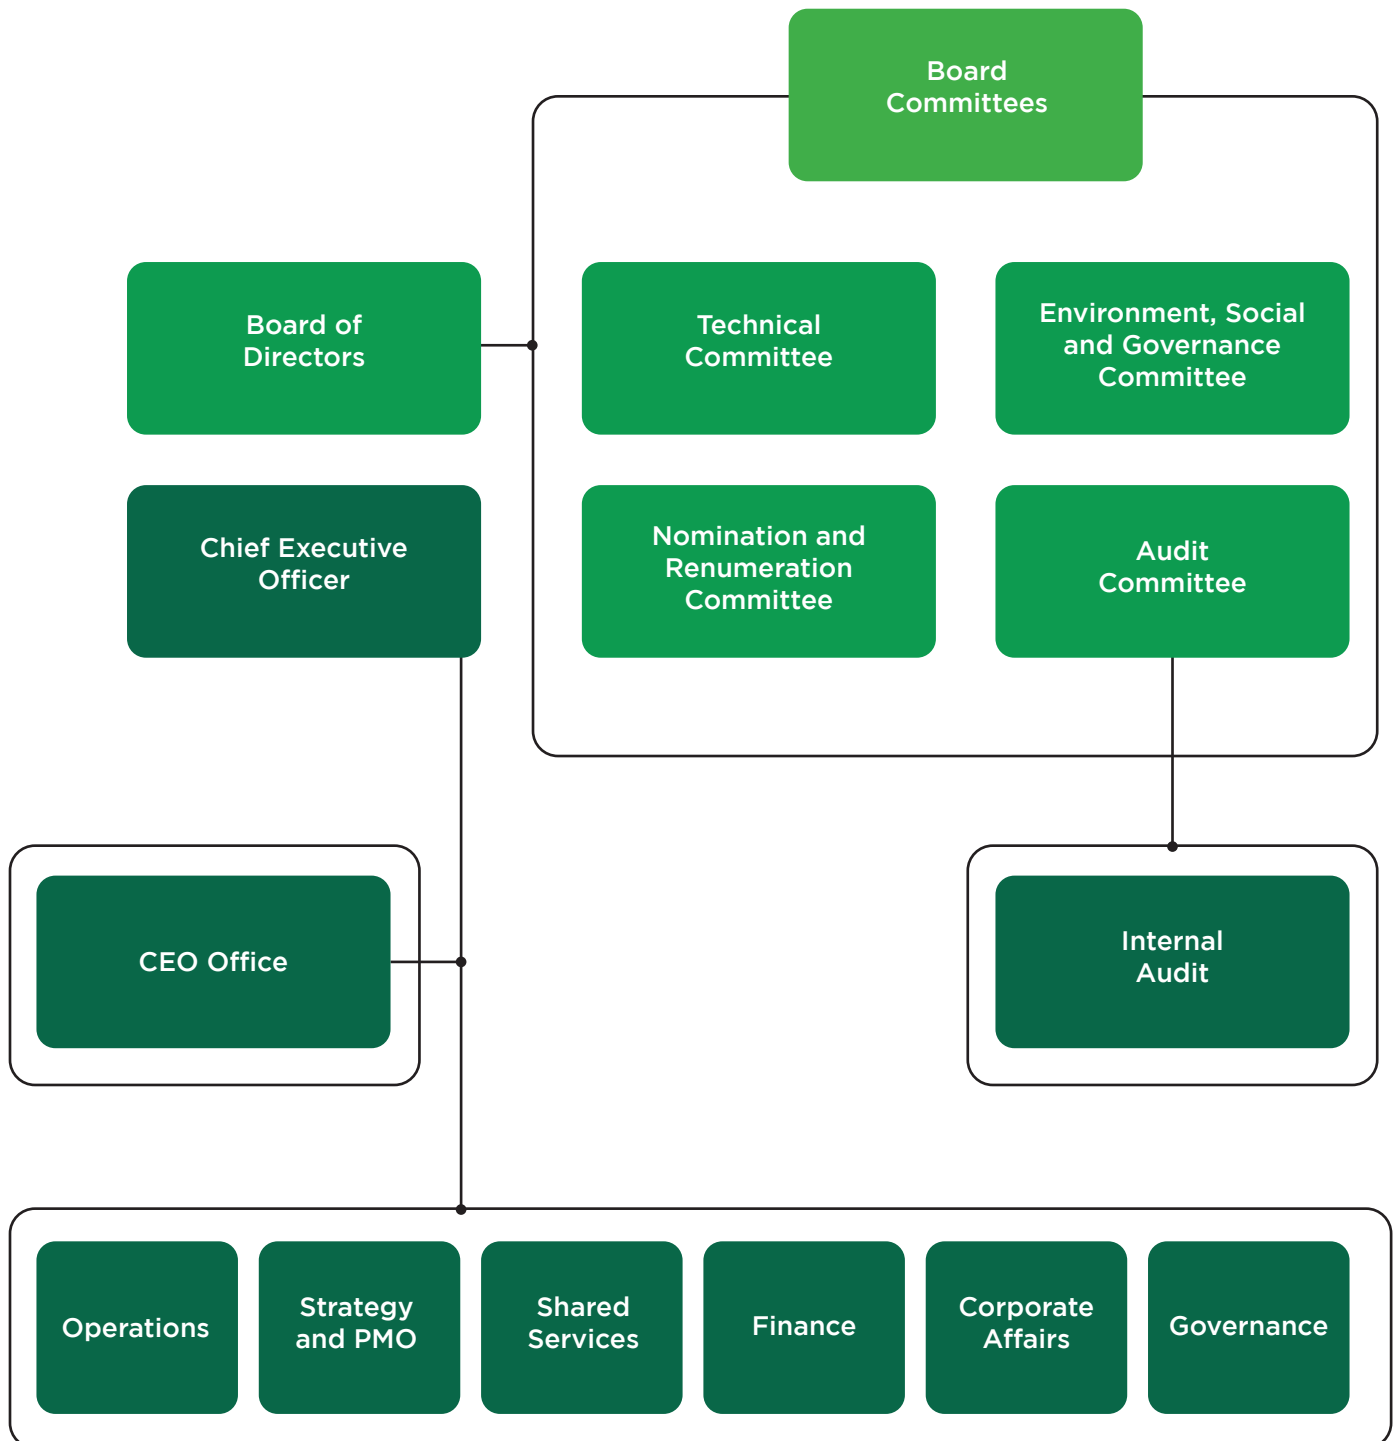 Board
Committees
Board of
Directors
Technical
Committee
Environment, Social
and Governance
Committee
Chief Executive
Officer
Nomination and
Renumeration
Committee
Audit
Committee
CEO Office
Internal
Audit
Operations
Strategy
and PMO
Shared
Services
Finance
Corporate
Affairs
Governance